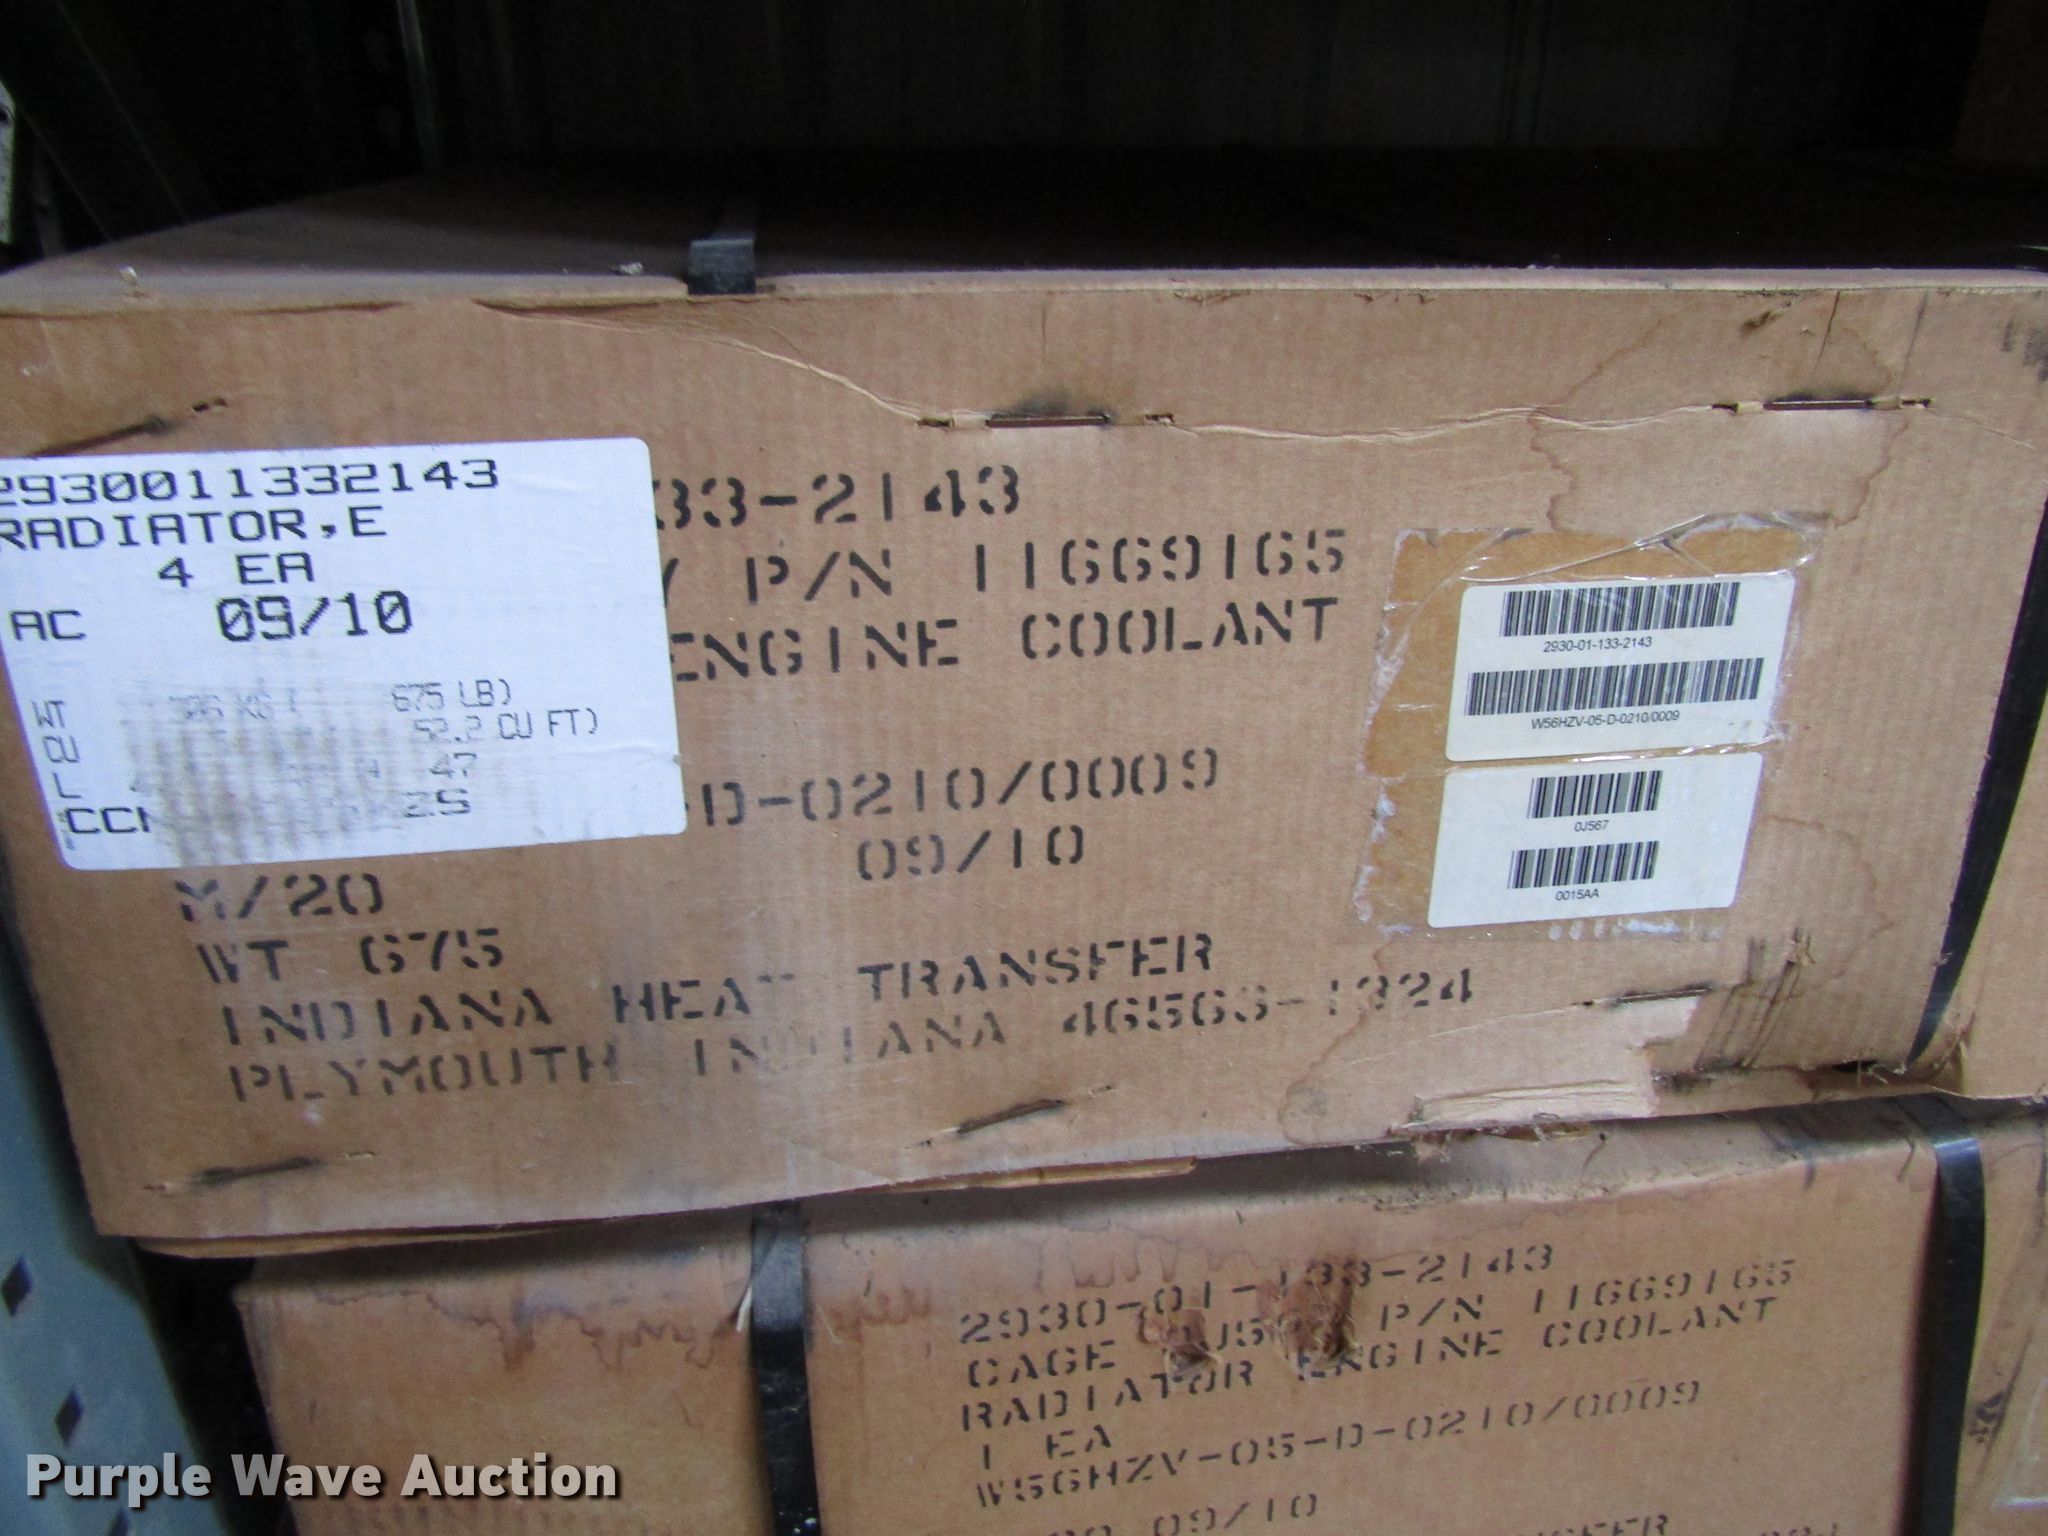 2930011332143
RADIATOR,E
4 EA
AC 09/10
WT 675 LB)
CU 52.2 CU FT)
L 47
33-2143
P/N 11669165
ENGINE COOLANT
-D-0210/0009
09/10
M/20
WT 675
INDIANA HEAT TRANSFER
PLYMOUTH INDIANA 46563-1324
2930-01-133-2143
W56HZV-05-D-0210/0009
0J567
0015AA
2930-01-133-2143
CAGE P/N 11669165
RADIATOR ENGINE COOLANT
1 EA
W56HZV-05-D-0210/0009
09/10
Purple Wave Auction